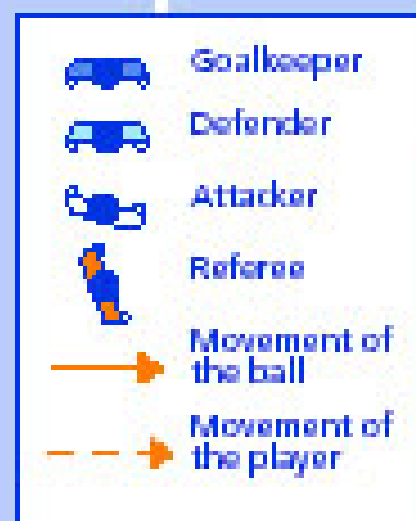 Goalkeeper
Defender
Attacker
Referee
Movement of
the ball
Movement of
the player